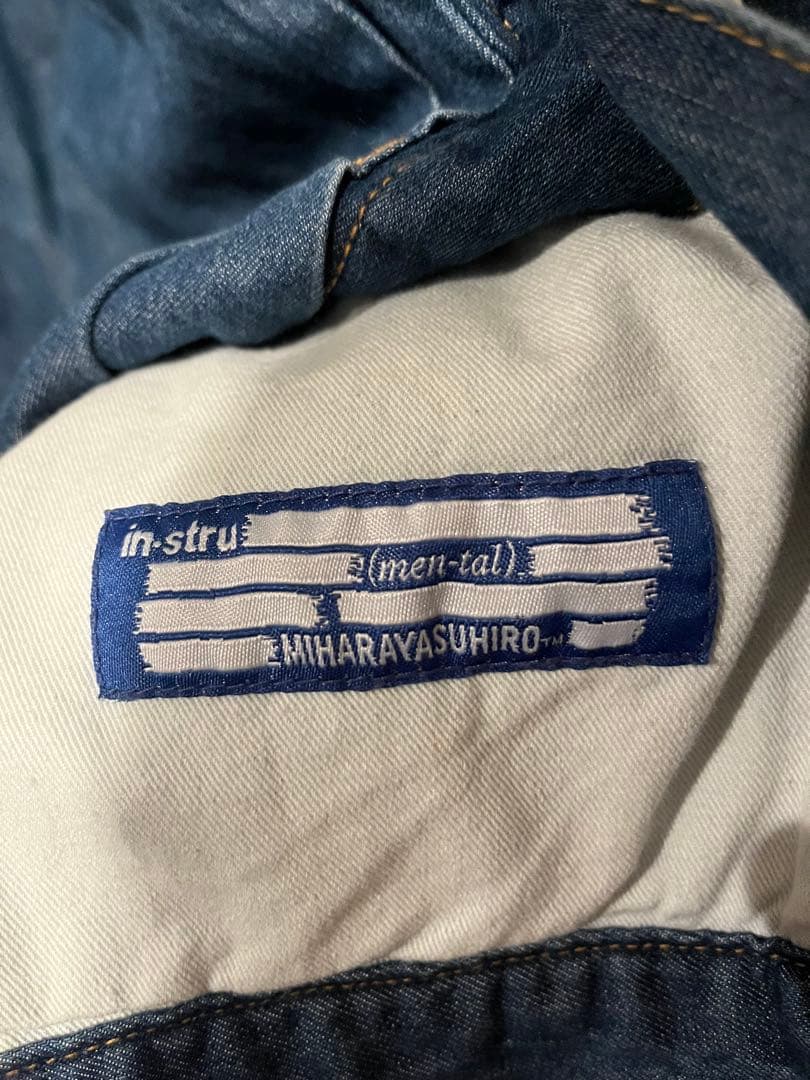 in-stru
(men-tal)
MIHARAYASUHIRO™